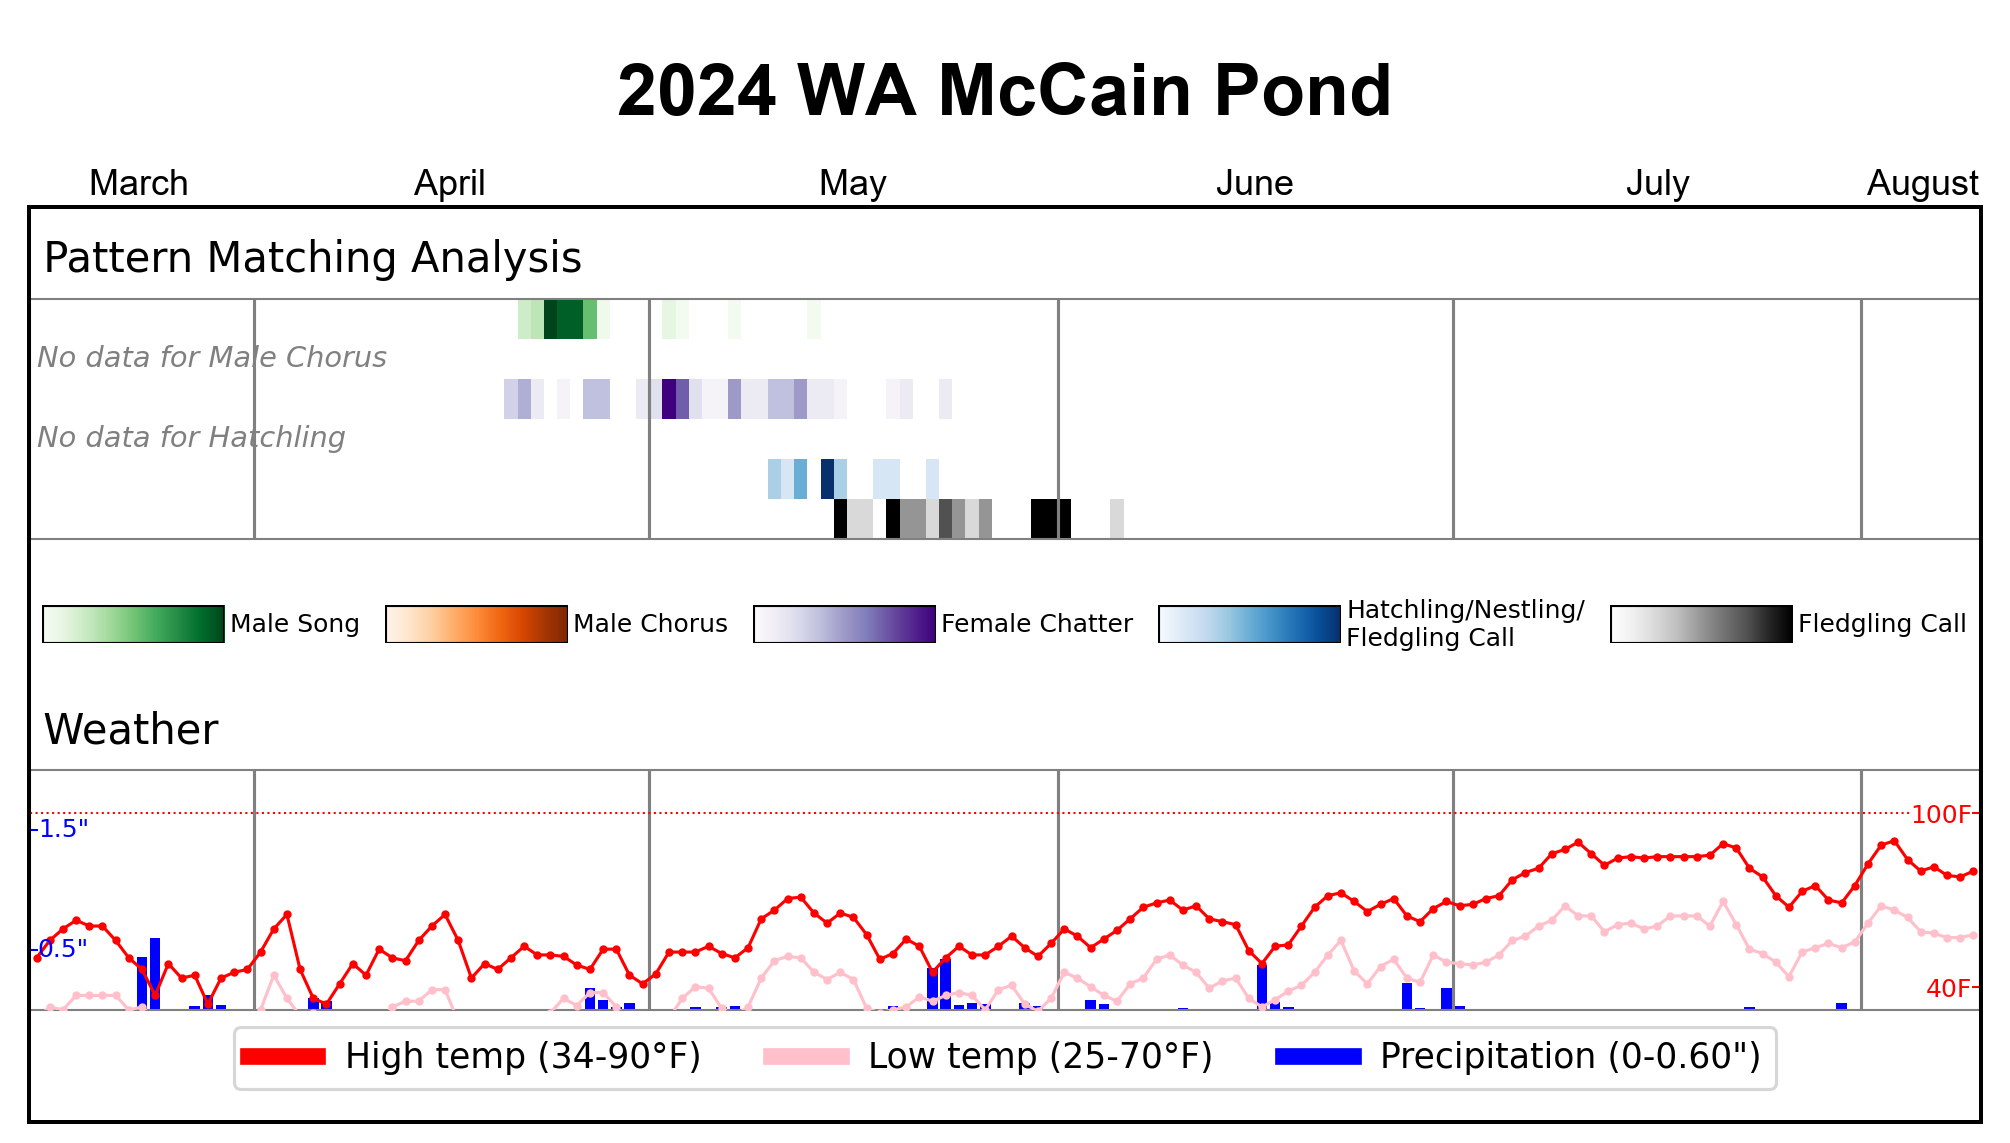 2024 WA McCain Pond
March April May June July August
Pattern Matching Analysis
No data for Male Chorus
No data for Hatchling
Male Song Male Chorus Female Chatter Hatchling/Nestling/
Fledgling Call Fledgling Call
Weather
1.5" 100F
0.5"
40F
High temp (34-90°F) Low temp (25-70°F) Precipitation (0-0.60")